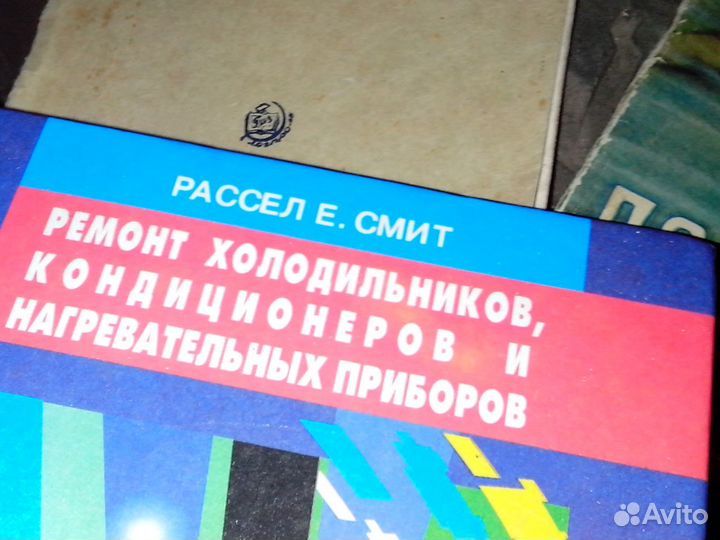 РАССЕЛ Е. СМИТ
РЕМОНТ ХОЛОДИЛЬНИКОВ,
КОНДИЦИОНЕРОВ И
НАГРЕВАТЕЛЬНЫХ ПРИБОРОВ
Avito